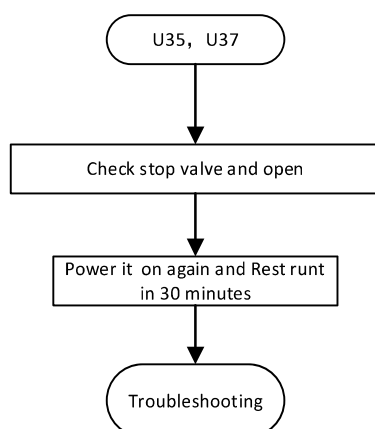 U35，U37
Check stop valve and open
Power it on again and Rest runt
in 30 minutes
Troubleshooting